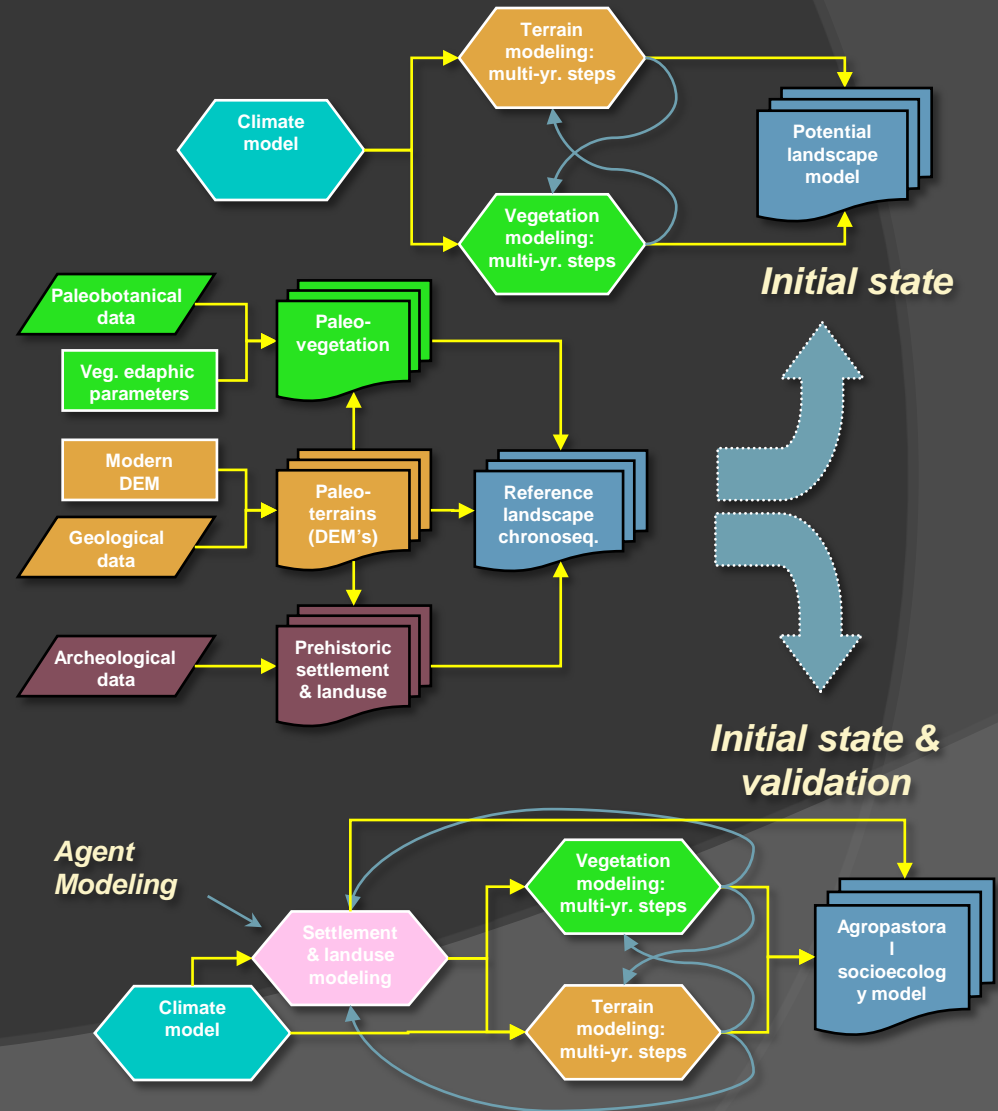 Terrain
modeling:
multi-yr. steps
Climate
model
Potential
landscape
model
Vegetation
modeling:
multi-yr. steps
Initial state
Paleobotanical
data
Paleo-
vegetation
Veg. edaphic
parameters
Modern
DEM
Paleo-
terrains
(DEM's)
Reference
landscape
chronoseq.
Geological
data
Archeological
data
Prehistoric
settlement
& landuse
Initial state &
validation
Agent
Modeling
Vegetation
modeling:
multi-yr. steps
Settlement
& landuse
modeling
Agropastora
l
socioecolog
y model
Climate
model
Terrain
modeling:
multi-yr. steps